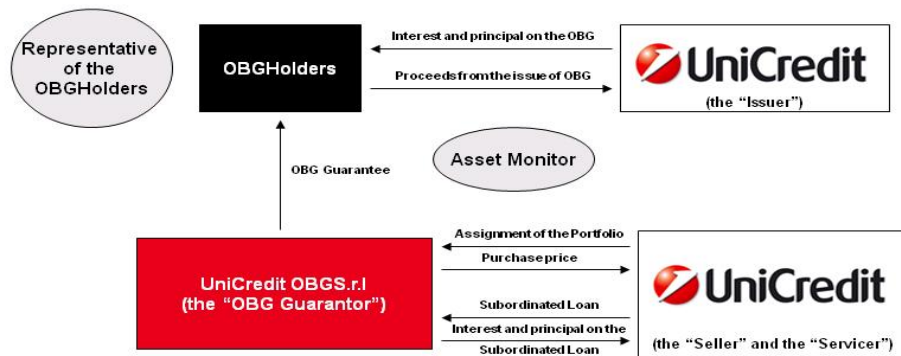 Representative
of the
OBGHolders
OBGHolders
Interest and principal on the OBG
Proceeds from the issue of OBG
UniCredit
(the “Issuer”)
OBG Guarantee
Asset Monitor
UniCredit OBGS.r.l
(the “OBG Guarantor”)
Assignment of the Portfolio
Purchase price
Subordinated Loan
Interest and principal on the
Subordinated Loan
UniCredit
(the “Seller” and the “Servicer”)